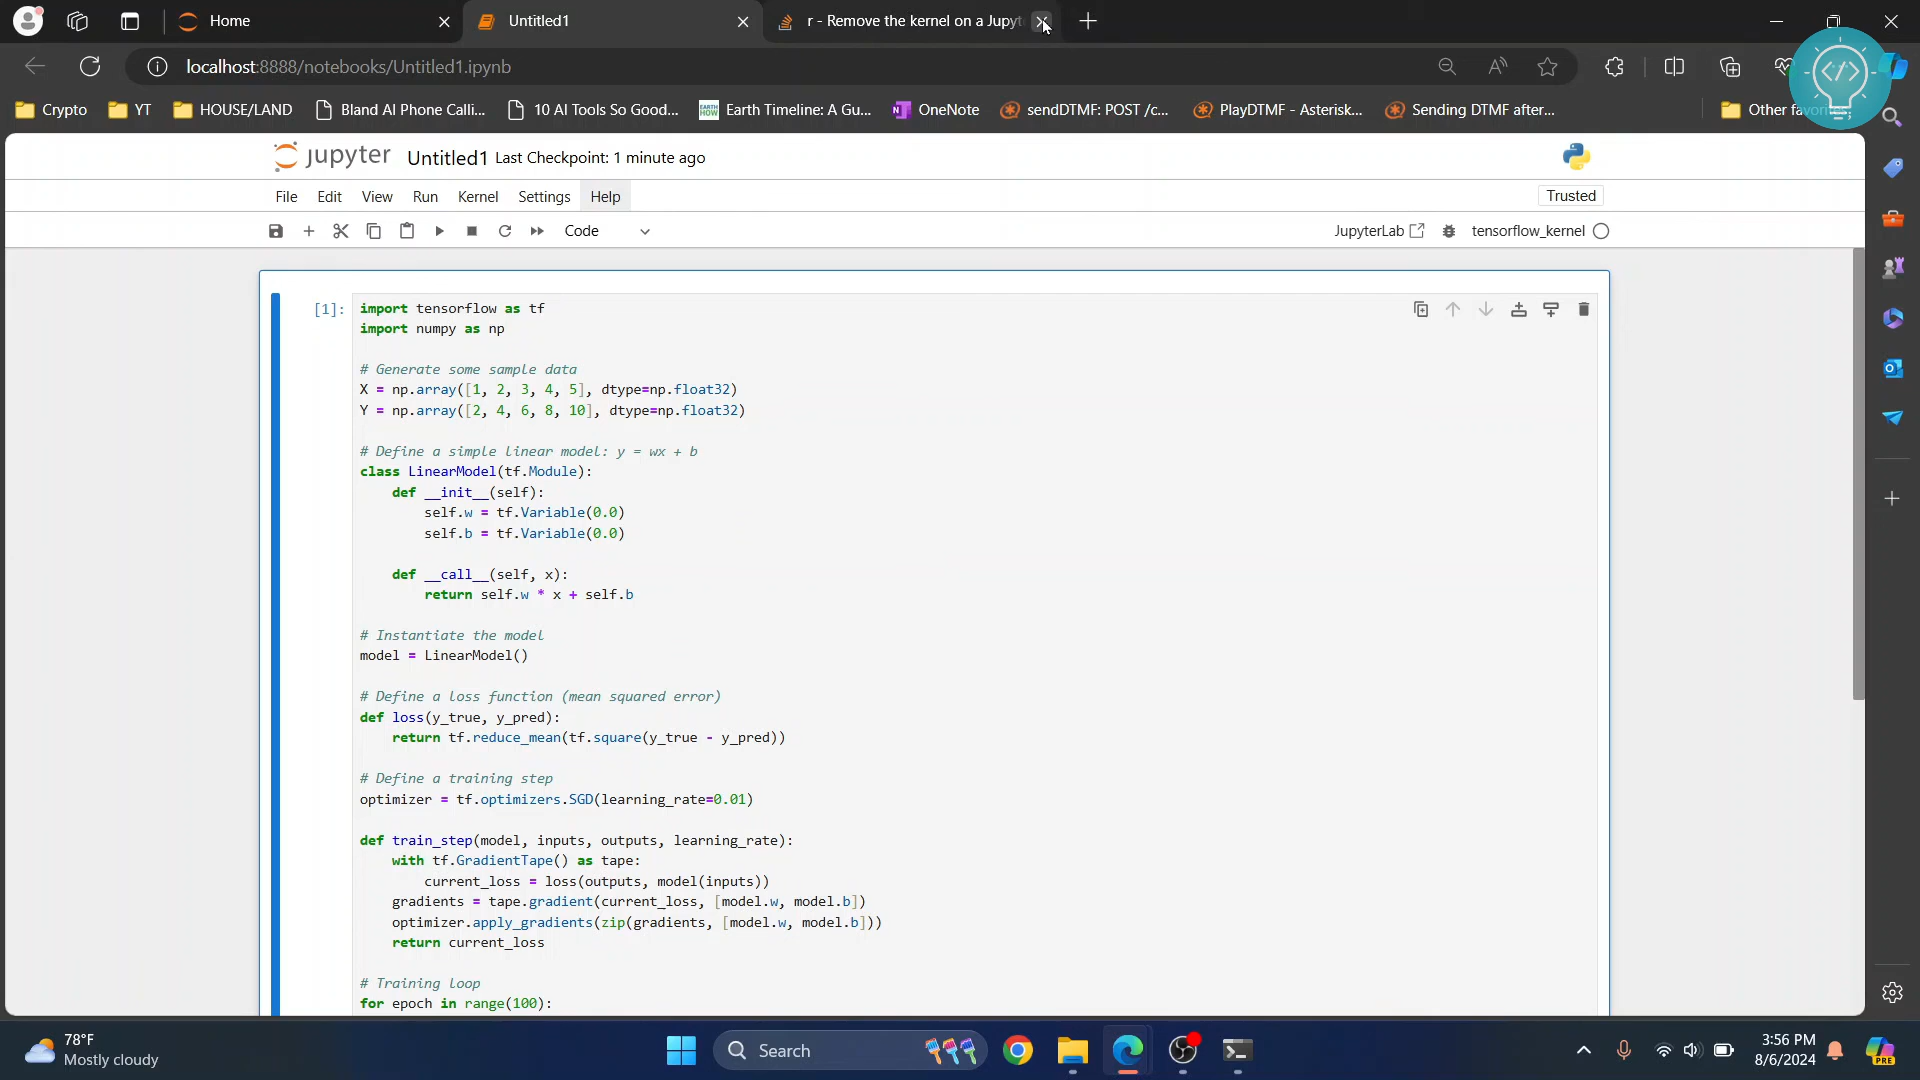 Home
Untitled1
r - Remove the kernel on a Jupyt
localhost:8888/notebooks/Untitled1.ipynb
Crypto
YT
HOUSE/LAND
Bland AI Phone Calli...
10 AI Tools So Good...
EARTH HOW
Earth Timeline: A Gu...
OneNote
sendDTMF: POST /c...
PlayDTMF - Asterisk...
Sending DTMF after...
jupyter Untitled1 Last Checkpoint: 1 minute ago
File Edit View Run Kernel Settings Help
Trusted
Code
JupyterLab
tensorflow_kernel
[1]:
import tensorflow as tf
import numpy as np
# Generate some sample data
X = np.array([1, 2, 3, 4, 5], dtype=np.float32)
Y = np.array([2, 4, 6, 8, 10], dtype=np.float32)
# Define a simple linear model: y = wx + b
class LinearModel(tf.Module):
def __init__(self):
self.w = tf.Variable(0.0)
self.b = tf.Variable(0.0)
def __call__(self, x):
return self.w * x + self.b
# Instantiate the model
model = LinearModel()
# Define a loss function (mean squared error)
def loss(y_true, y_pred):
return tf.reduce_mean(tf.square(y_true - y_pred))
# Define a training step
optimizer = tf.optimizers.SGD(learning_rate=0.01)
def train_step(model, inputs, outputs, learning_rate):
with tf.GradientTape() as tape:
current_loss = loss(outputs, model(inputs))
gradients = tape.gradient(current_loss, [model.w, model.b])
optimizer.apply_gradients(zip(gradients, [model.w, model.b]))
return current_loss
# Training loop
for epoch in range(100):
78°F
Mostly cloudy
Search
3:56 PM
8/6/2024
PRE